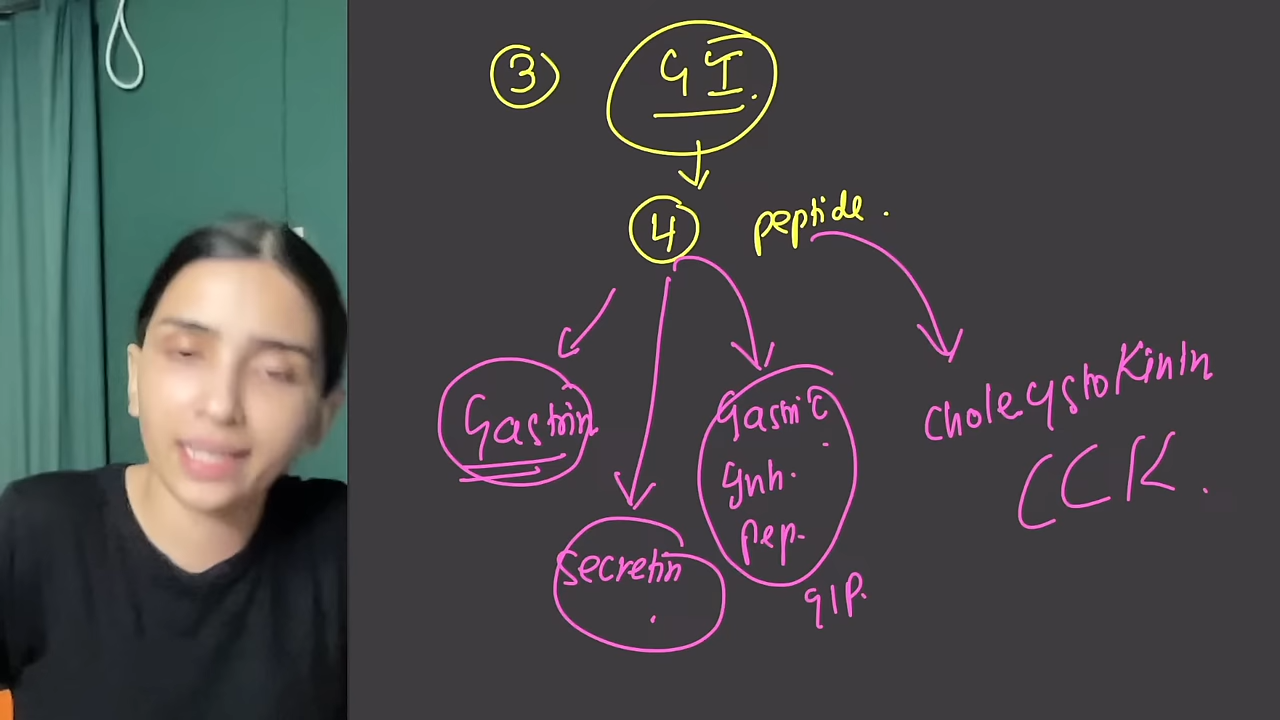 3 GI.
4 peptide.
Gastrin
Secretin
Gastric
Inh.
Pep.
GIP.
Cholecystokinin
CCK.